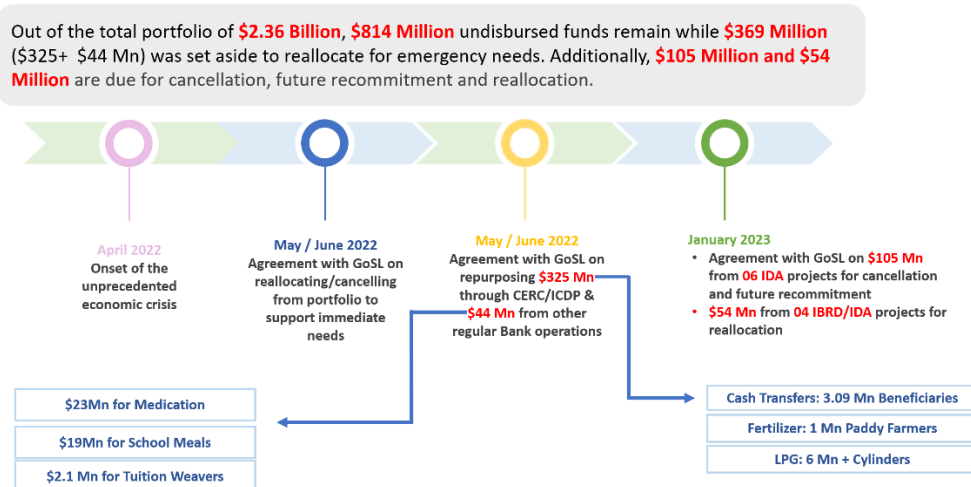 Out of the total portfolio of $2.36 Billion, $814 Million undisbursed funds remain while $369 Million
($325+ $44 Mn) was set aside to reallocate for emergency needs. Additionally, $105 Million and $54
Million are due for cancellation, future recommitment and reallocation.
April 2022
Onset of the
unprecedented
economic crisis
May / June 2022
Agreement with GoSL on
reallocating/cancelling
from portfolio to
support immediate
needs
May / June 2022
Agreement with GoSL on
repurposing $325 Mn
through CERC/ICDP &
$44 Mn from other
regular Bank operations
January 2023
• Agreement with GoSL on $105 Mn
from 06 IDA projects for cancellation
and future recommitment
• $54 Mn from 04 IBRD/IDA projects for
reallocation
$23Mn for Medication
$19Mn for School Meals
$2.1 Mn for Tuition Weavers
Cash Transfers: 3.09 Mn Beneficiaries
Fertilizer: 1 Mn Paddy Farmers
LPG: 6 Mn + Cylinders